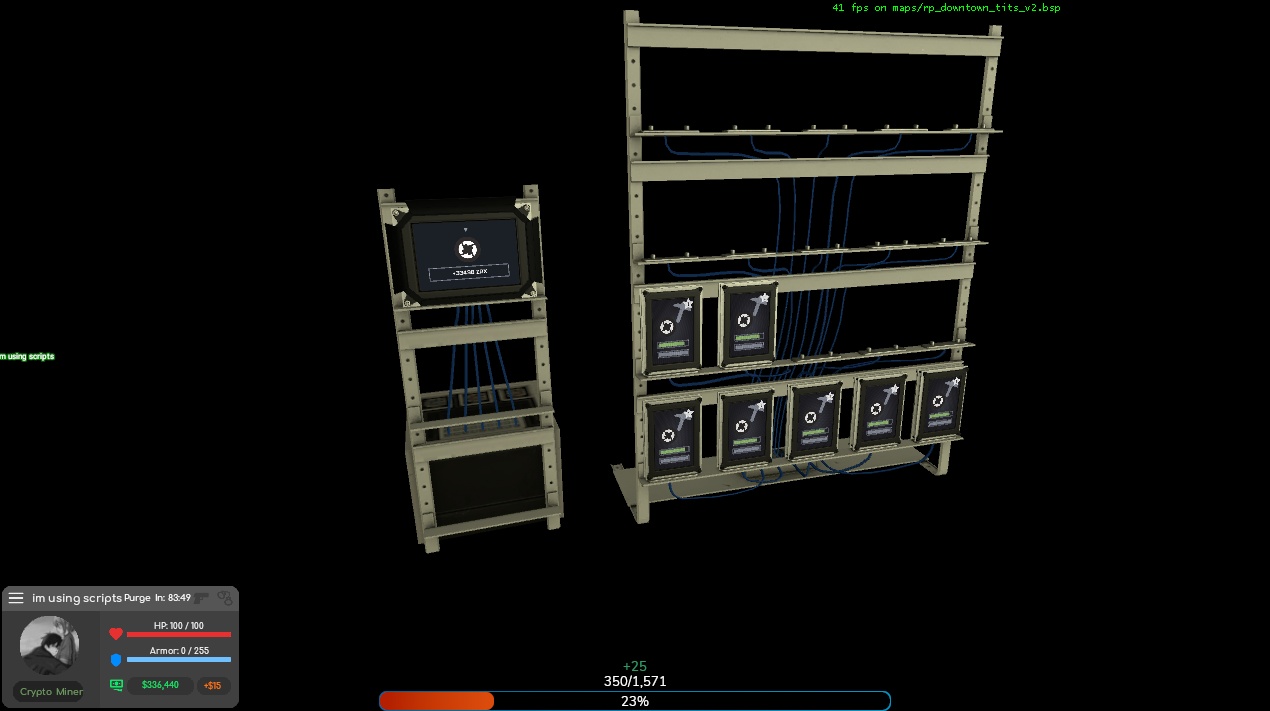 41 fps on maps/rp_downtown_tits_v2.bsp
m using scripts
im using scripts
Purge In: 83:49
HP: 100 / 100
Armor: 0 / 255
$336,440
+$15
Crypto Miner
+25
350/1,571
23%